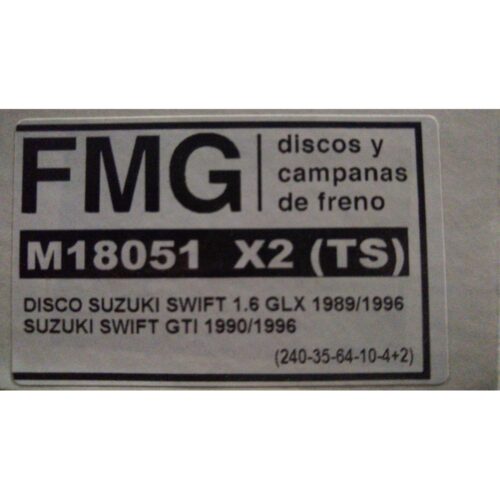 FMG
discos y
campanas
de freno
M18051 X2 (TS)
DISCO SUZUKI SWIFT 1.6 GLX 1989/1996
SUZUKI SWIFT GTI 1990/1996
(240-35-64-10-4+2)